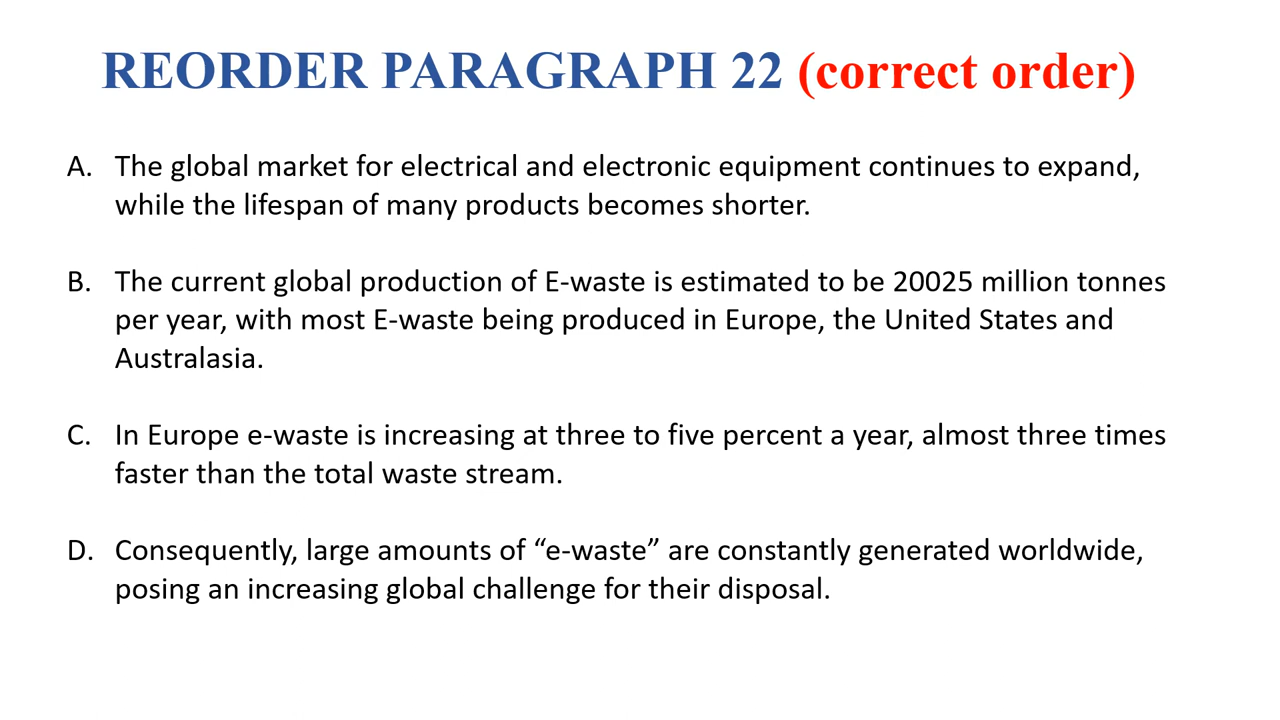 REORDER PARAGRAPH 22 (correct order)
A. The global market for electrical and electronic equipment continues to expand,
while the lifespan of many products becomes shorter.
B. The current global production of E-waste is estimated to be 20025 million tonnes
per year, with most E-waste being produced in Europe, the United States and
Australasia.
C. In Europe e-waste is increasing at three to five percent a year, almost three times
faster than the total waste stream.
D. Consequently, large amounts of “e-waste” are constantly generated worldwide,
posing an increasing global challenge for their disposal.